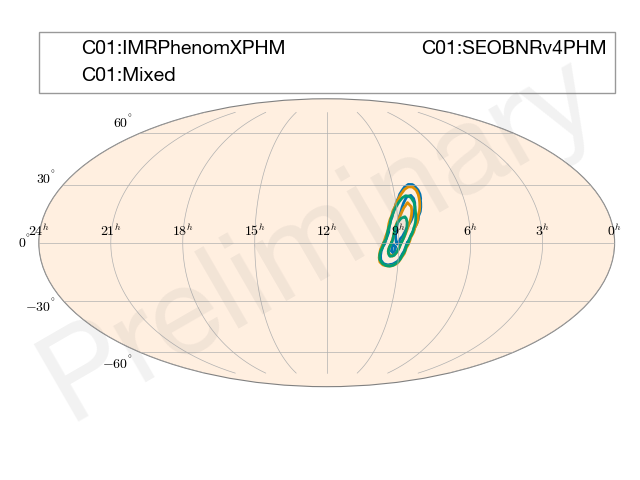 C01:IMRPhenomXPHM C01:SEOBNRv4PHM
C01:Mixed
60°
30°
24h 21h 18h 15h 12h 9h 6h 3h 0h
0°
−30°
−60°
Preliminary